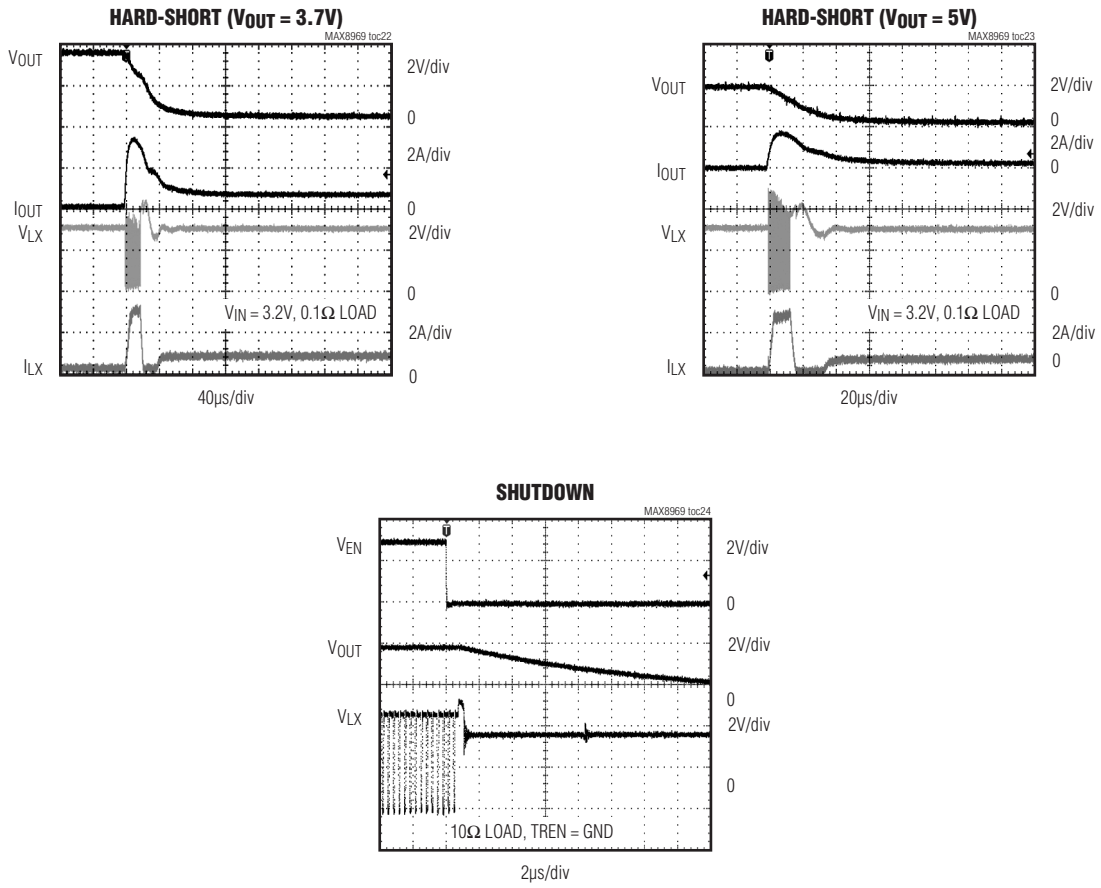 HARD-SHORT (VOUT = 3.7V)
MAX8969 toc22
VOUT
2V/div
0
2A/div
IOUT
0
VLX
2V/div
0
VIN = 3.2V, 0.1Ω LOAD
2A/div
ILX
0
40µs/div
HARD-SHORT (VOUT = 5V)
MAX8969 toc23
VOUT
2V/div
0
2A/div
IOUT
0
2V/div
VLX
0
VIN = 3.2V, 0.1Ω LOAD
2A/div
0
ILX
20µs/div
SHUTDOWN
MAX8969 toc24
T
VEN
2V/div
0
VOUT
2V/div
0
VLX
2V/div
0
10Ω LOAD, TREN = GND
2µs/div